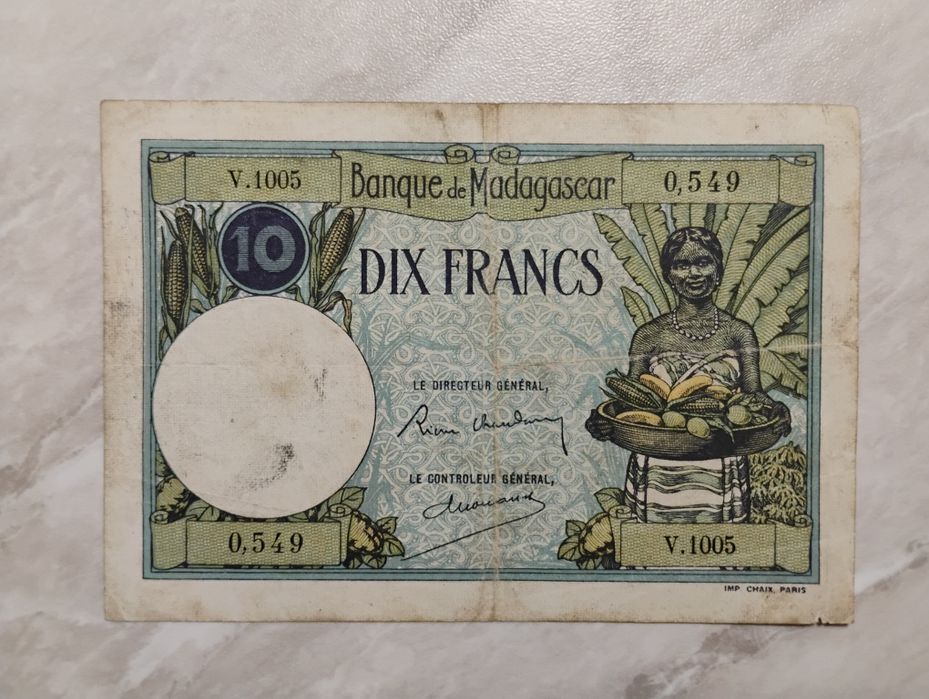 V.1005
Banque de Madagascar
0,549
10
DIX FRANCS
LE DIRECTEUR GÉNÉRAL,
LE CONTROLEUR GÉNÉRAL,
0,549
V.1005
IMP. CHAIX, PARIS